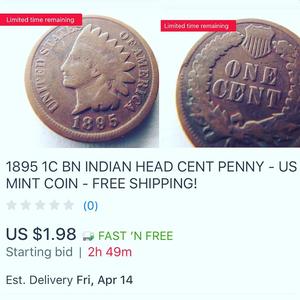 Limited time remaining
Limited time remaining
UNITED STATES OF AMERICA
1895
ONE
CENT
1895 1C BN INDIAN HEAD CENT PENNY - US
MINT COIN - FREE SHIPPING!
(0)
US $1.98 FAST 'N FREE
Starting bid | 2h 49m
Est. Delivery Fri, Apr 14